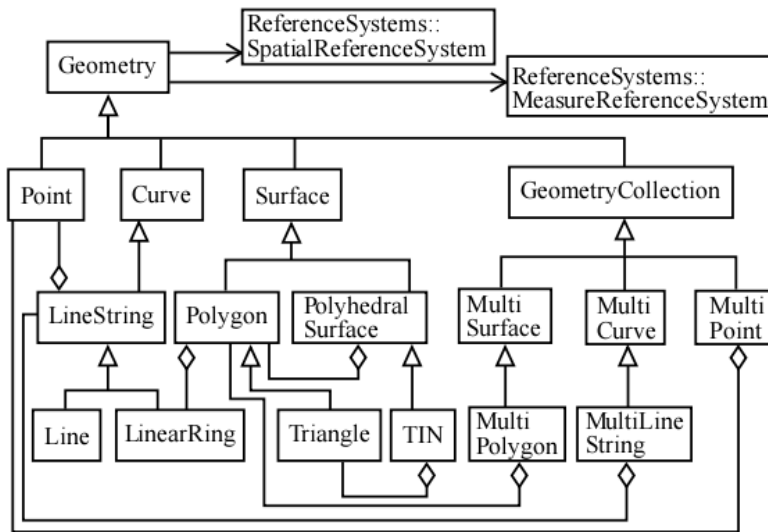 ReferenceSystems::
SpatialReferenceSystem
Geometry
ReferenceSystems::
MeasureReferenceSystem
Point
Curve
Surface
GeometryCollection
LineString
Polygon
Polyhedral
Surface
Multi
Surface
Multi
Curve
Multi
Point
Line
LinearRing
Triangle
TIN
Multi
Polygon
MultiLine
String